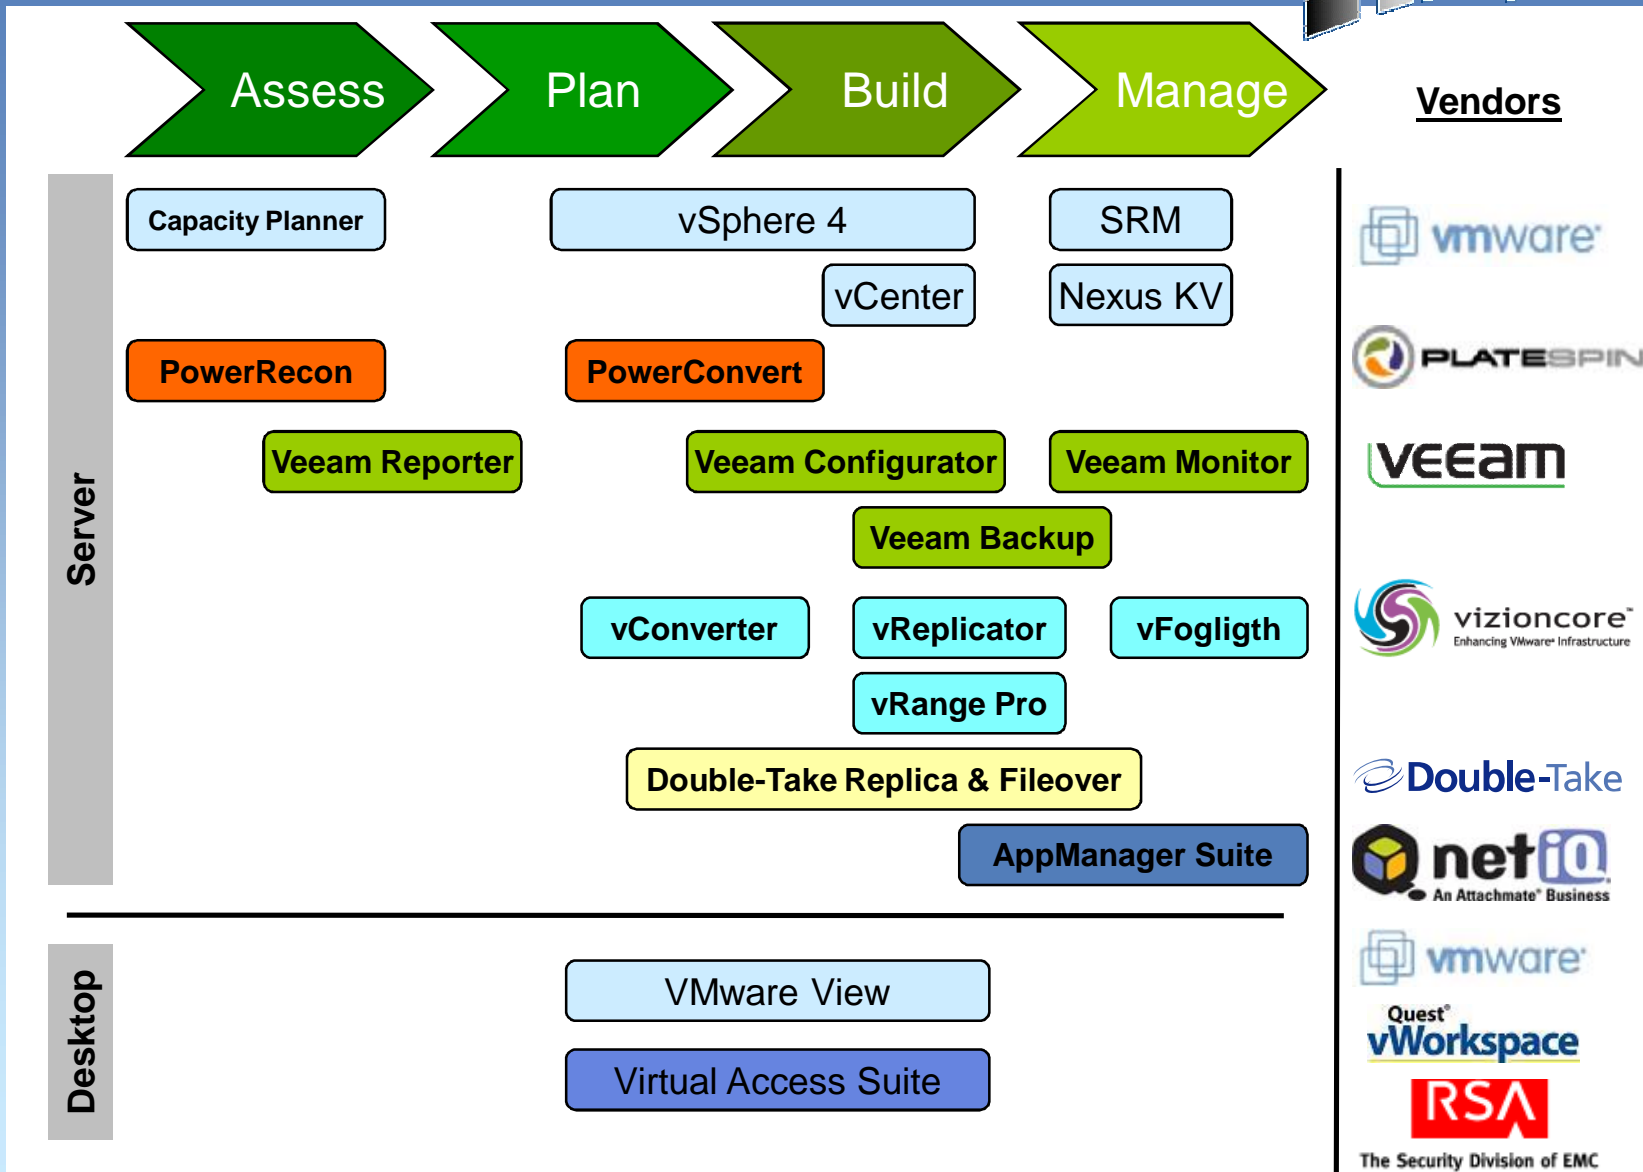 Assess
Plan
Build
Manage
Vendors
Server
Capacity Planner
vSphere 4
SRM
vmware®
vCenter
Nexus KV
PowerRecon
PowerConvert
PLATESPIN
Veeam Reporter
Veeam Configurator
Veeam Monitor
veeam
Veeam Backup
vConverter
vReplicator
vFogligth
vizioncore™
Enhancing VMware® Infrastructure
vRange Pro
Double-Take Replica & Fileover
Double-Take
AppManager Suite
netiQ
An Attachmate® Business
Desktop
VMware View
vmware®
Quest®
vWorkspace
Virtual Access Suite
RSA
The Security Division of EMC